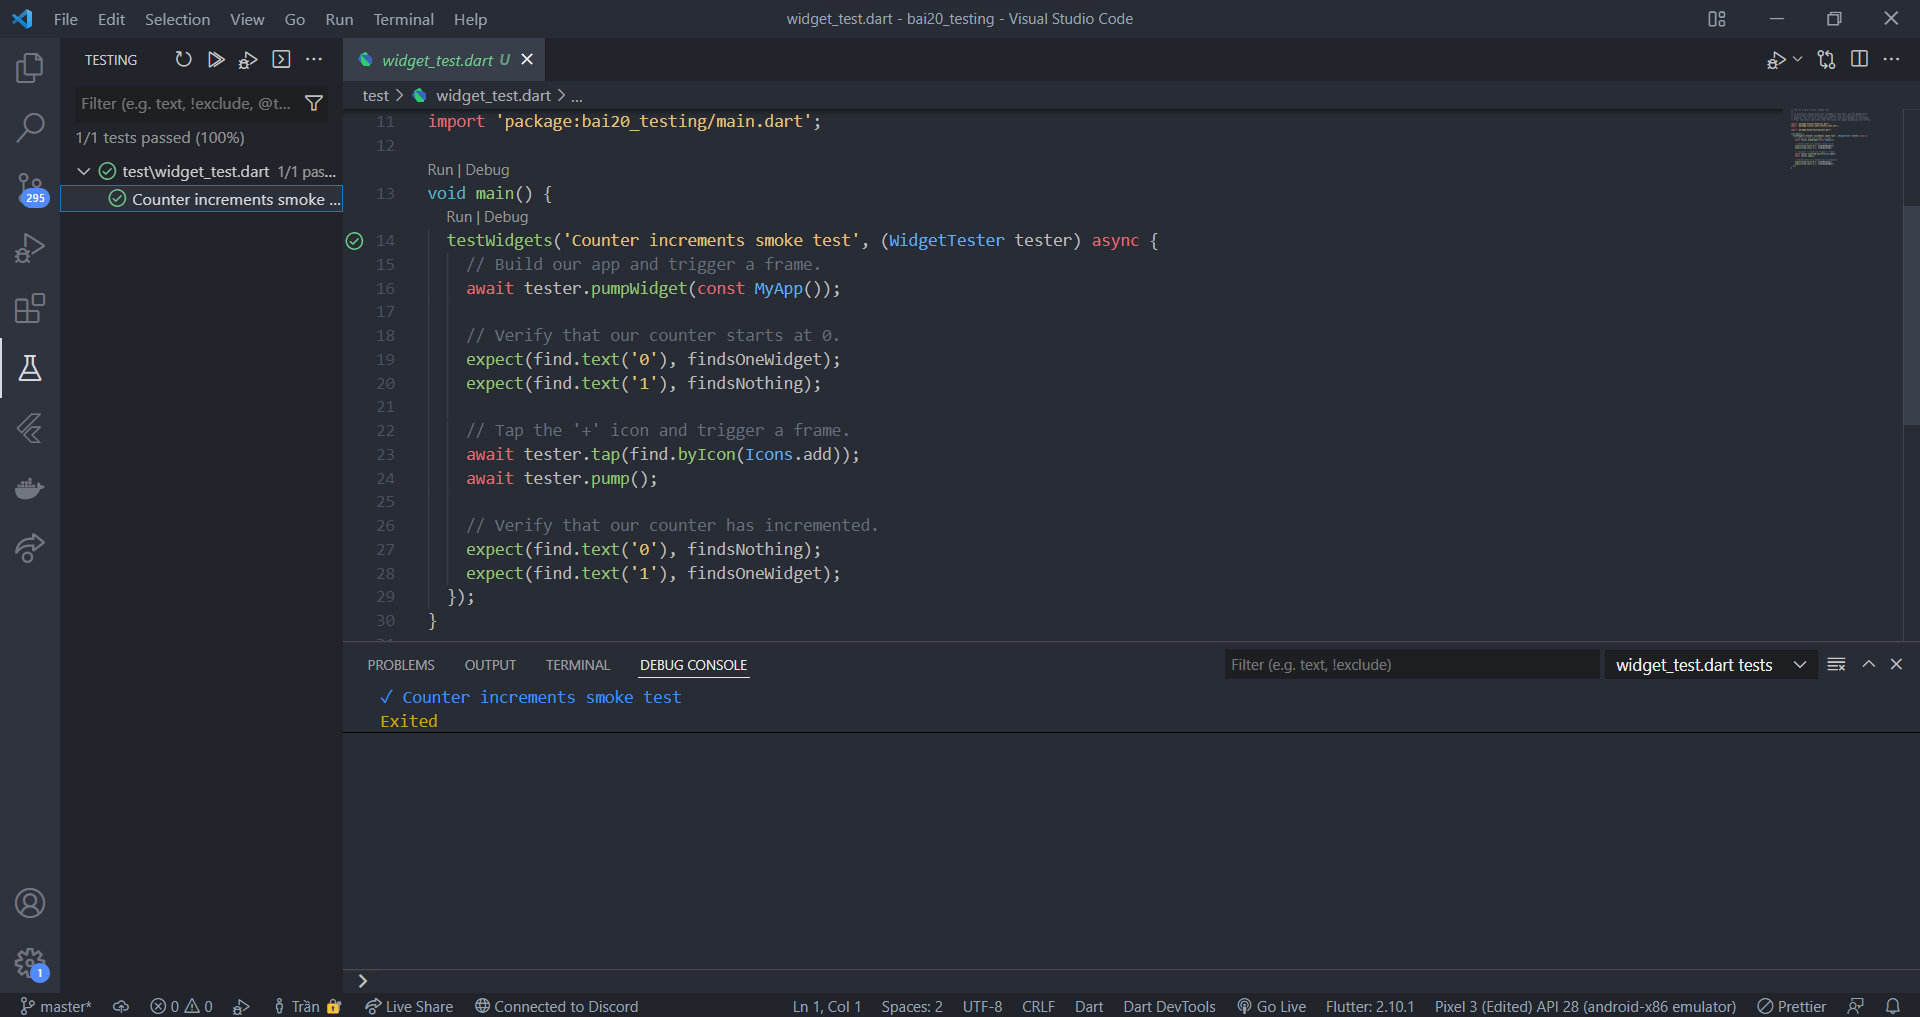 File Edit Selection View Go Run Terminal Help
widget_test.dart - bai20_testing - Visual Studio Code
TESTING
Filter (e.g. text, !exclude, @t...
1/1 tests passed (100%)
test\widget_test.dart 1/1 pas...
Counter increments smoke ...
295
1
widget_test.dart U
test > widget_test.dart > ...
11 import 'package:bai20_testing/main.dart';
12
Run | Debug
13 void main() {
Run | Debug
14 testWidgets('Counter increments smoke test', (WidgetTester tester) async {
15 // Build our app and trigger a frame.
16 await tester.pumpWidget(const MyApp());
17
18 // Verify that our counter starts at 0.
19 expect(find.text('0'), findsOneWidget);
20 expect(find.text('1'), findsNothing);
21
22 // Tap the '+' icon and trigger a frame.
23 await tester.tap(find.byIcon(Icons.add));
24 await tester.pump();
25
26 // Verify that our counter has incremented.
27 expect(find.text('0'), findsNothing);
28 expect(find.text('1'), findsOneWidget);
29 });
30 }
PROBLEMS OUTPUT TERMINAL DEBUG CONSOLE
Filter (e.g. text, !exclude)
widget_test.dart tests
✓ Counter increments smoke test
Exited
master* 0 0 Trần Live Share Connected to Discord
Ln 1, Col 1 Spaces: 2 UTF-8 CRLF Dart Dart DevTools Go Live Flutter: 2.10.1 Pixel 3 (Edited) API 28 (android-x86 emulator) Prettier